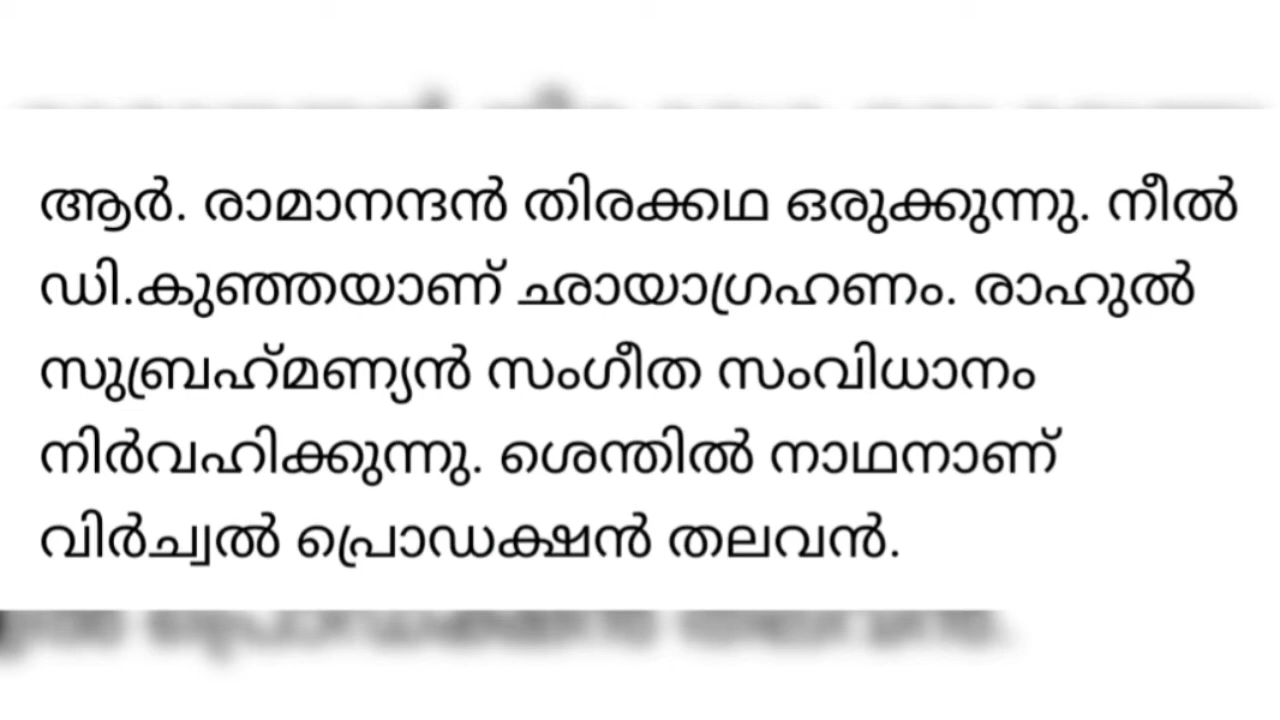 ആർ. രാമാനന്ദൻ തിരക്കഥ ഒരുക്കുന്നു. നീൽ
ഡി.കുഞ്ഞയാണ് ഛായാഗ്രഹണം. രാഹുൽ
സുബ്രഹ്‌മണ്യൻ സംഗീത സംവിധാനം
നിർവഹിക്കുന്നു. ശെന്തിൽ നാഥനാണ്
വിർച്വൽ പ്രൊഡക്ഷൻ തലവൻ.